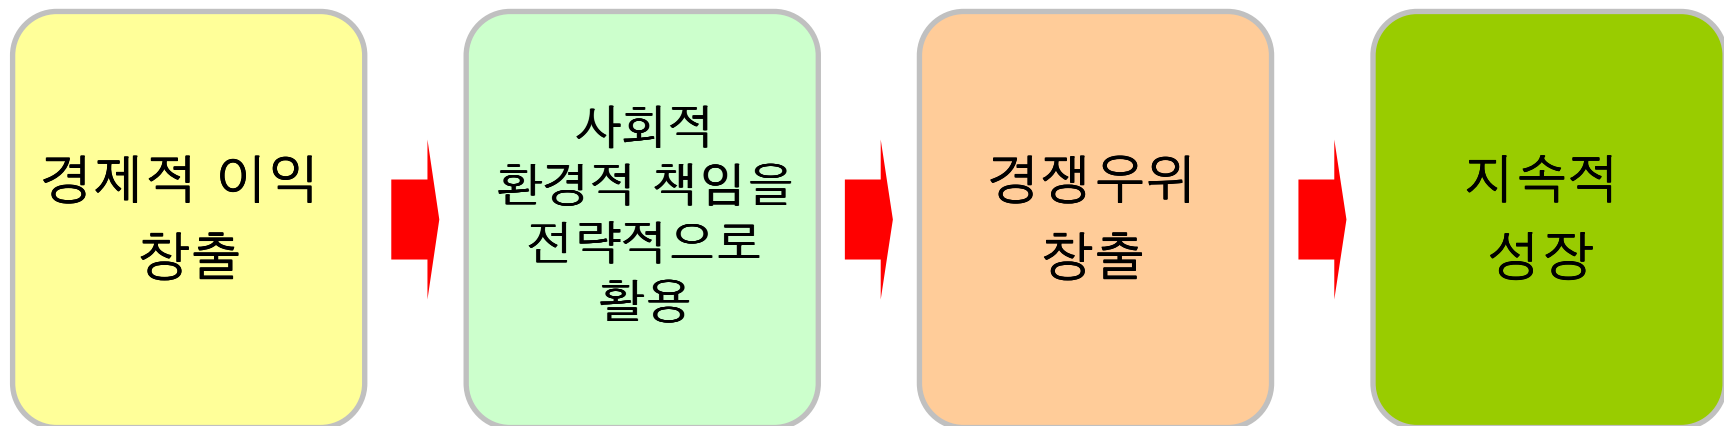 경제적 이익
창출
사회적
환경적 책임을
전략적으로
활용
경쟁우위
창출
지속적
성장